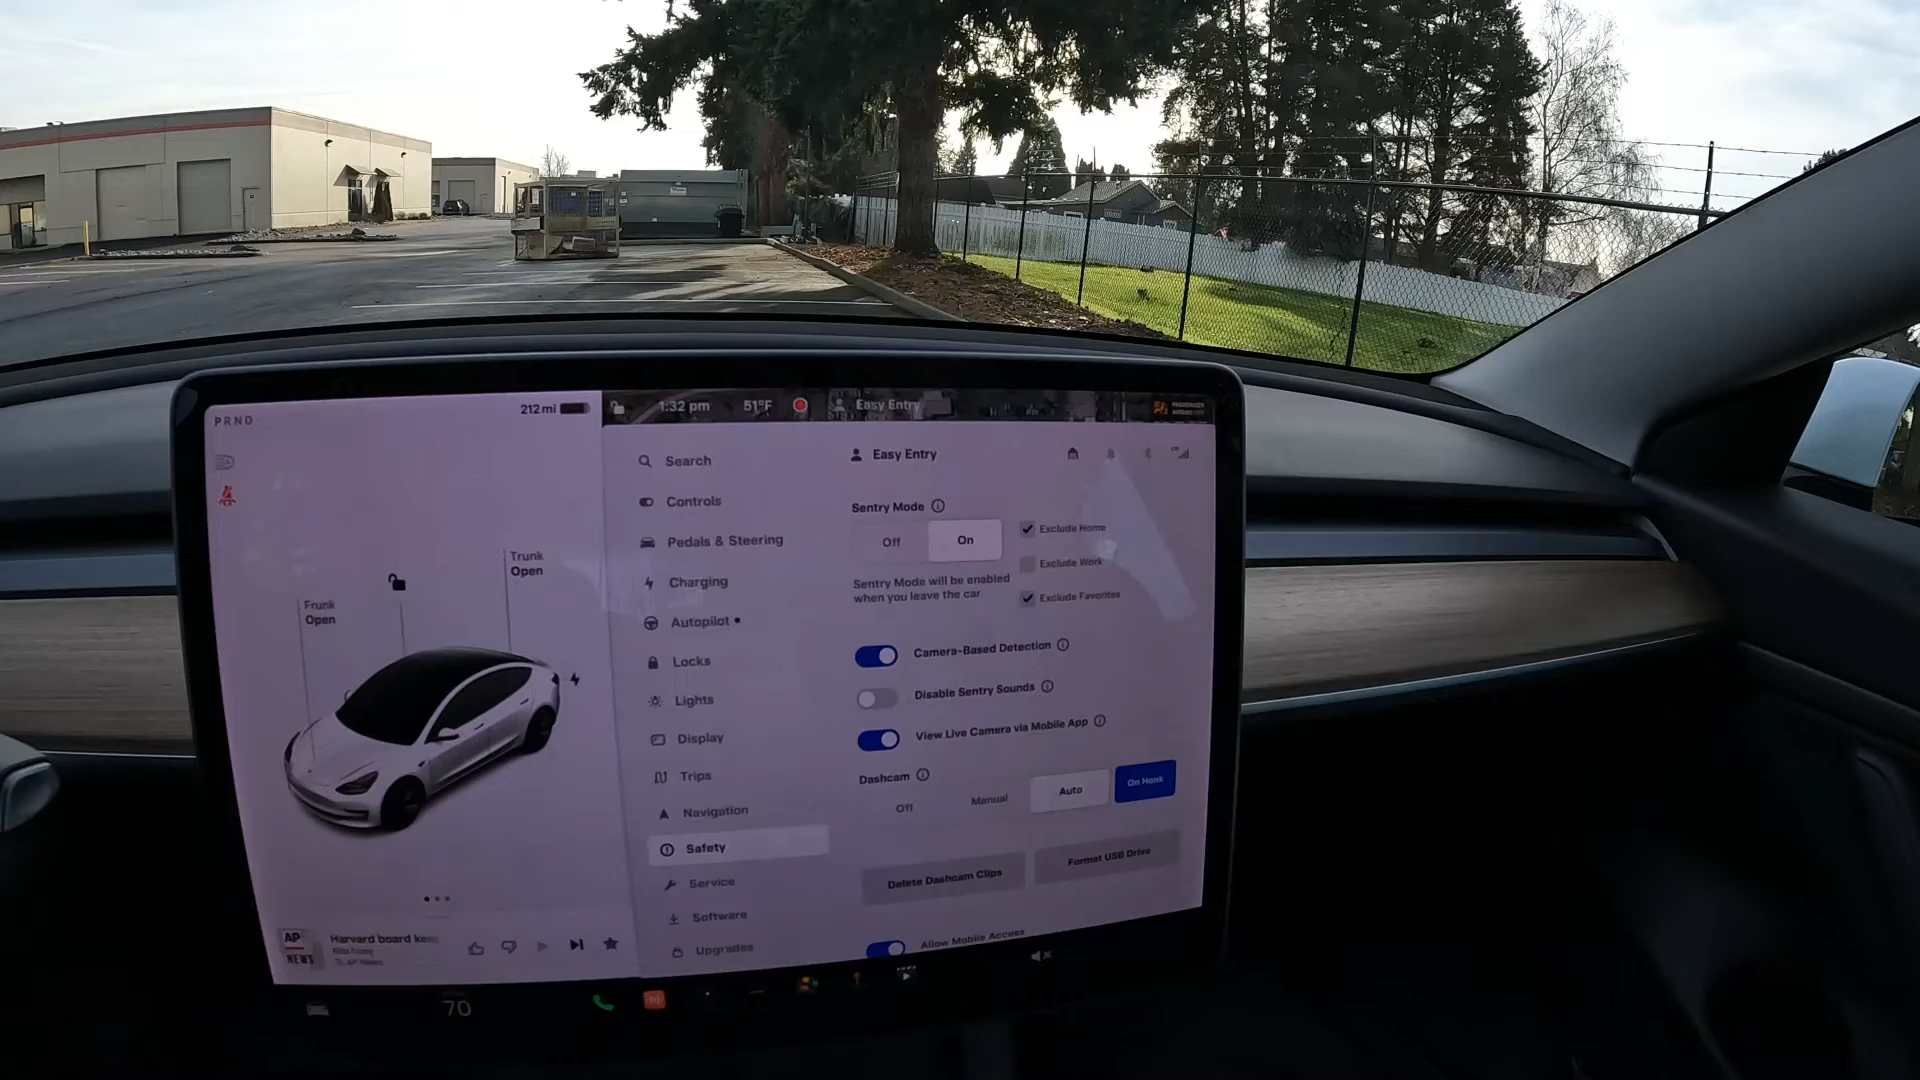 PRND
212 mi
1:32 pm
51°F
Easy Entry
PASSENGER
AIRBAG OFF
Trunk
Open
Frunk
Open
AP
NEWS
Harvard board
70
Search
Controls
Pedals & Steering
Charging
Autopilot
Locks
Lights
Display
Trips
Navigation
Safety
Service
Software
Upgrades
Easy Entry
LTE
Sentry Mode
Off
On
Exclude Home
Exclude Work
Exclude Favorites
Sentry Mode will be enabled
when you leave the car
Camera-Based Detection
Disable Sentry Sounds
View Live Camera via Mobile App
Dashcam
Off
Manual
Auto
On Honk
Delete Dashcam Clips
Format USB Drive
Allow Mobile Access